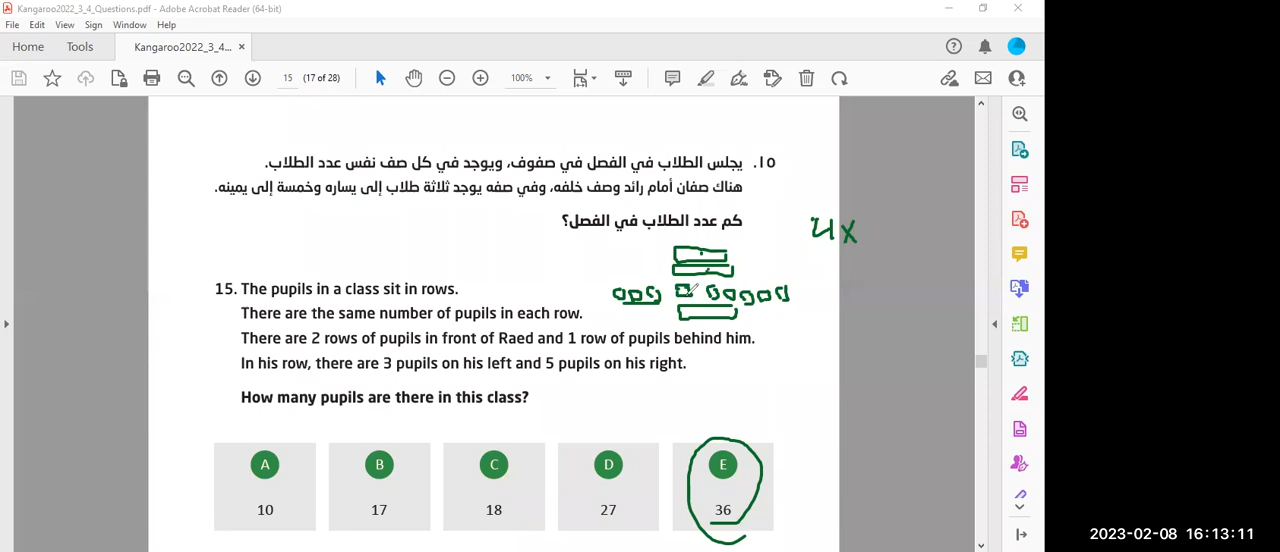 Kangaroo2022_3_4_Questions.pdf - Adobe Acrobat Reader (64-bit)
File Edit View Sign Window Help
Home Tools Kangaroo2022_3_4... ×
15 (17 of 28) 100%
١٥. يجلس الطلاب في الفصل في صفوف، ويوجد في كل صف نفس عدد الطلاب.
هناك صفان أمام رائد وصف خلفه، وفي صفه يوجد ثلاثة طلاب إلى يساره وخمسة إلى يمينه.
كم عدد الطلاب في الفصل؟
4x
15. The pupils in a class sit in rows.
There are the same number of pupils in each row.
There are 2 rows of pupils in front of Raed and 1 row of pupils behind him.
In his row, there are 3 pupils on his left and 5 pupils on his right.
How many pupils are there in this class?
A B C D E
10 17 18 27 36
2023-02-08 16:13:11